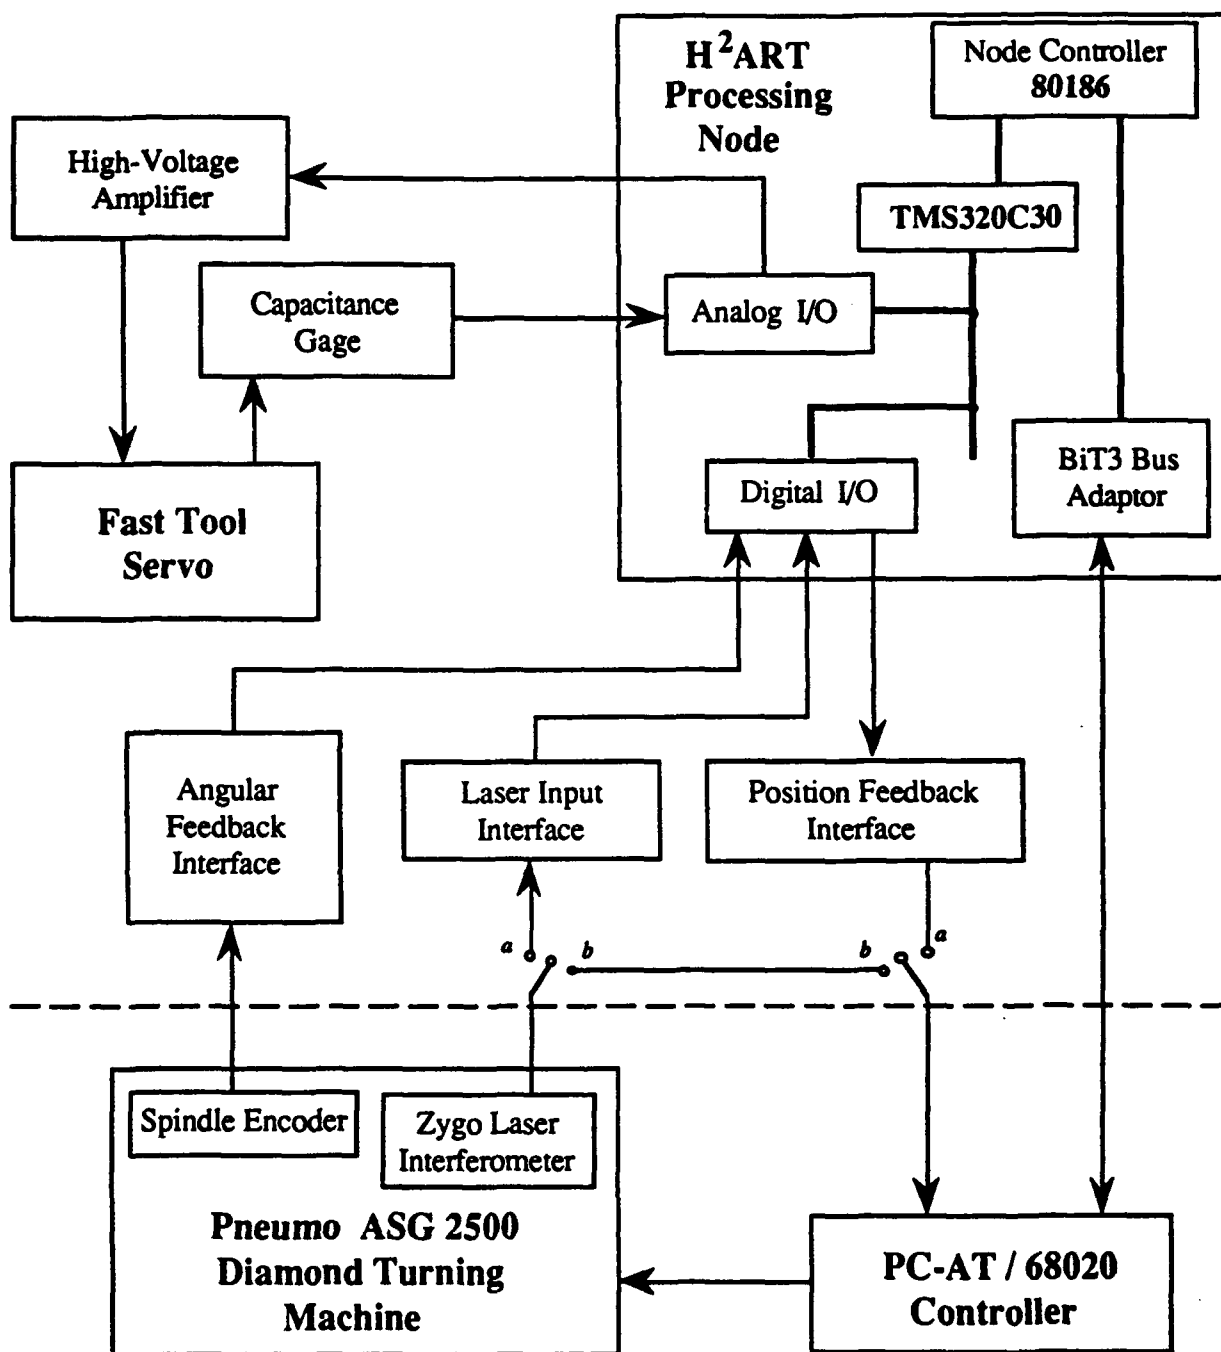 H²ART
Processing
Node
Node Controller
80186
High-Voltage
Amplifier
TMS320C30
Capacitance
Gage
Analog I/O
BiT3 Bus
Adaptor
Digital I/O
Fast Tool
Servo
Angular
Feedback
Interface
Laser Input
Interface
Position Feedback
Interface
a
b
b
a
Spindle Encoder
Zygo Laser
Interferometer
Pneumo ASG 2500
Diamond Turning
Machine
PC-AT / 68020
Controller